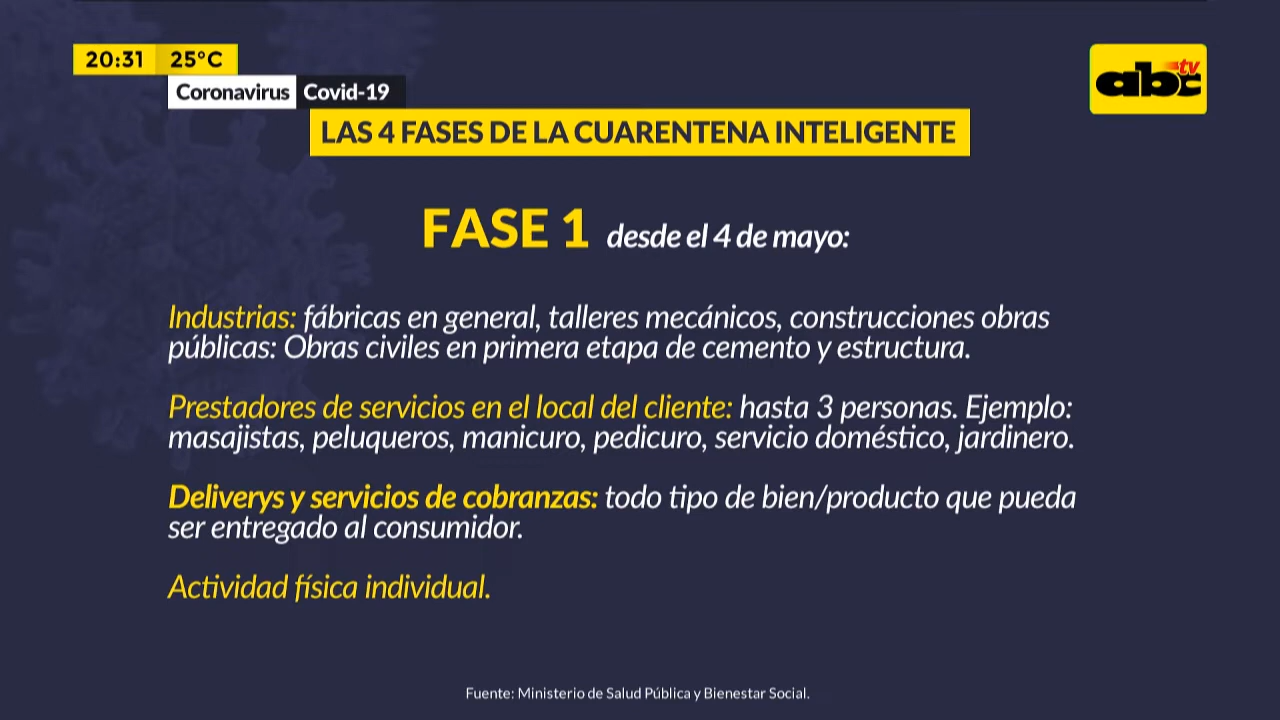 20:31 25°C
abc tv
Coronavirus Covid-19
LAS 4 FASES DE LA CUARENTENA INTELIGENTE
FASE 1 desde el 4 de mayo:
Industrias: fábricas en general, talleres mecánicos, construcciones obras
públicas: Obras civiles en primera etapa de cemento y estructura.
Prestadores de servicios en el local del cliente: hasta 3 personas. Ejemplo:
masajistas, peluqueros, manicuro, pedicuro, servicio doméstico, jardinero.
Deliverys y servicios de cobranzas: todo tipo de bien/producto que pueda
ser entregado al consumidor.
Actividad física individual.
Fuente: Ministerio de Salud Pública y Bienestar Social.